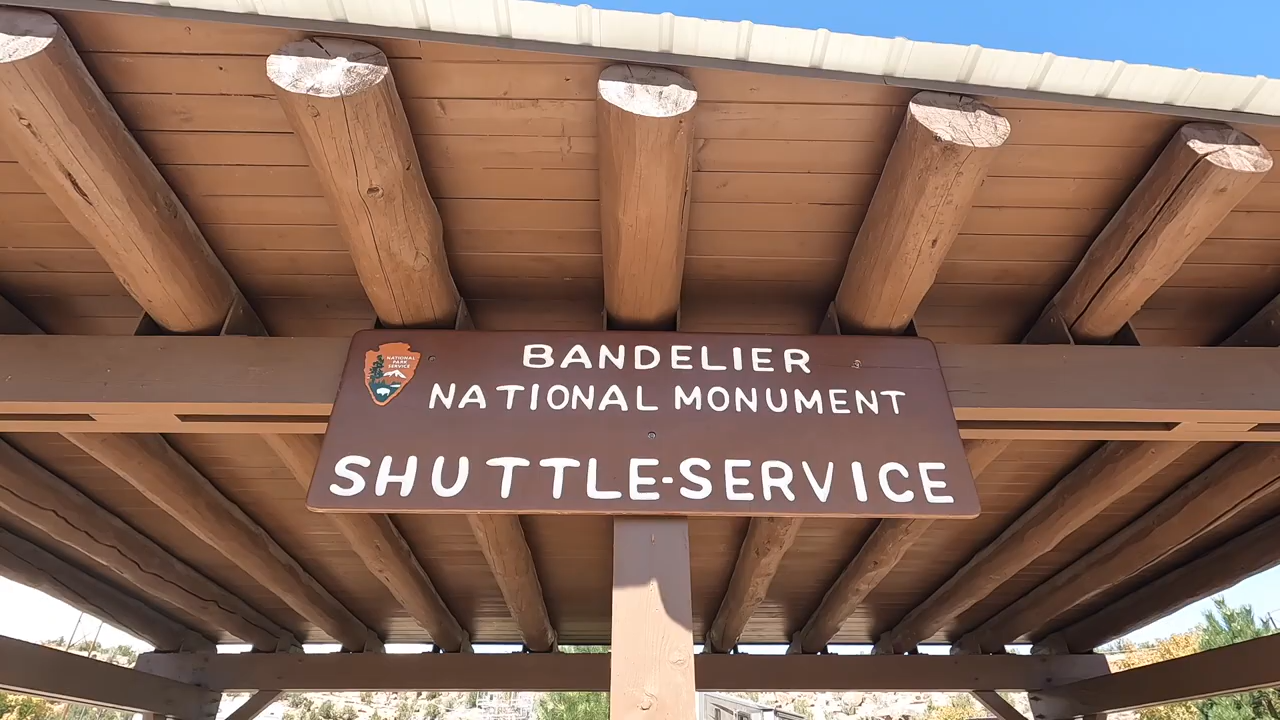 NATIONAL
PARK
SERVICE
BANDELIER
NATIONAL MONUMENT
SHUTTLE-SERVICE